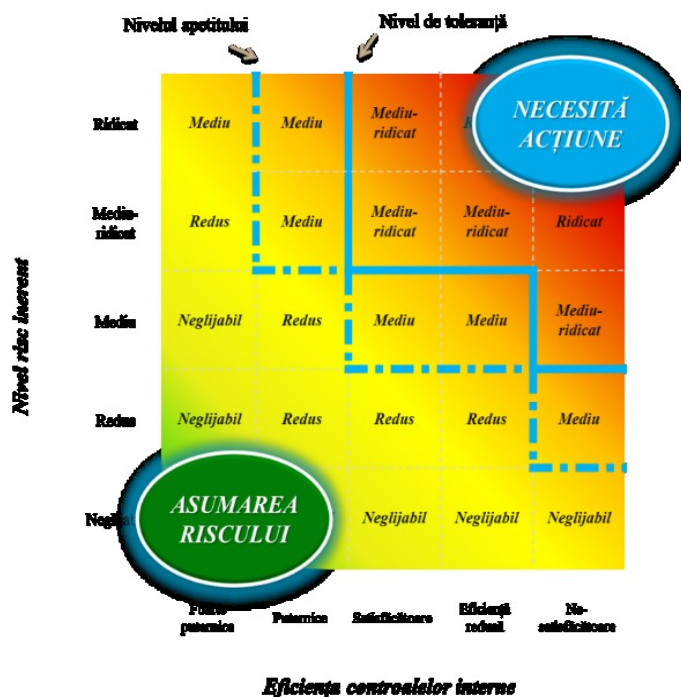 Nivelul apetitului
Nivel de toleranță
Ridicat
Mediu
Mediu
Mediu-
ridicat
NECESITĂ
ACȚIUNE
Mediu-
ridicat
Redus
Mediu
Mediu-
ridicat
Mediu-
ridicat
Ridicat
Mediu
Neglijabil
Redus
Mediu
Mediu
Mediu-
ridicat
Redus
Neglijabil
Redus
Redus
Redus
Mediu
ASUMAREA
RISCULUI
Neglijabil
Neglijabil
Neglijabil
puternice
Puternice
Satisfăcătoare
Eficiență
redusă
Ne-
satisfăcătoare
Nivel risc inerent
Eficiența controalelor interne